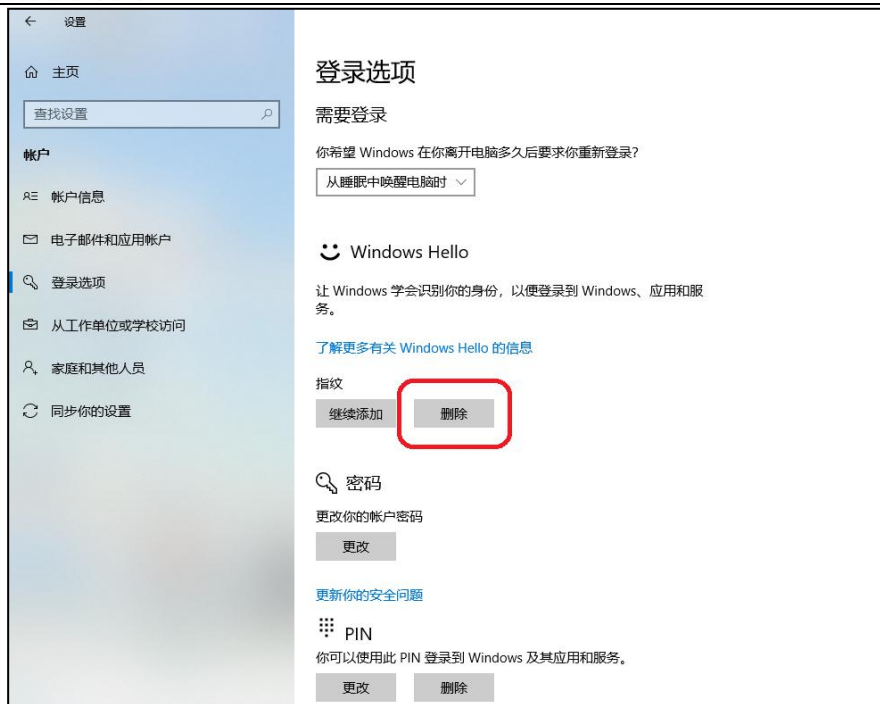 设置
主页
查找设置
帐户
帐户信息
电子邮件和应用帐户
登录选项
从工作单位或学校访问
家庭和其他人员
同步你的设置
登录选项
需要登录
你希望 Windows 在你离开电脑多久后要求你重新登录?
从睡眠中唤醒电脑时
Windows Hello
让 Windows 学会识别你的身份，以便登录到 Windows、应用和服
务。
了解更多有关 Windows Hello 的信息
指纹
继续添加 删除
密码
更改你的帐户密码
更改
更新你的安全问题
PIN
你可以使用此 PIN 登录到 Windows 及其应用和服务。
更改 删除